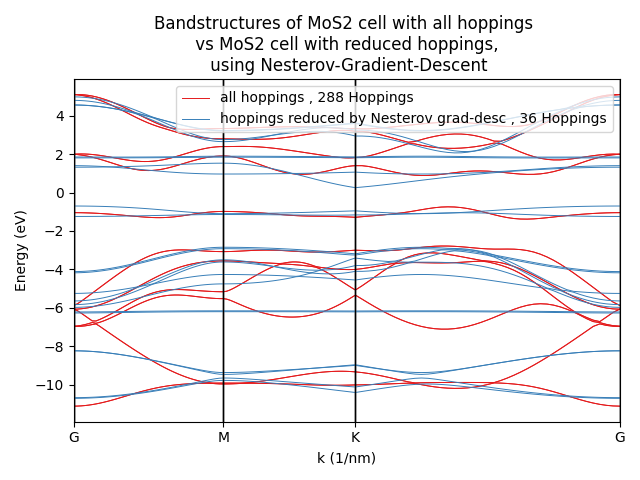 Bandstructures of MoS2 cell with all hoppings
vs MoS2 cell with reduced hoppings,
using Nesterov-Gradient-Descent
all hoppings , 288 Hoppings
hoppings reduced by Nesterov grad-desc , 36 Hoppings
Energy (eV)
4
2
0
−2
−4
−6
−8
−10
G
M
K
G
k (1/nm)